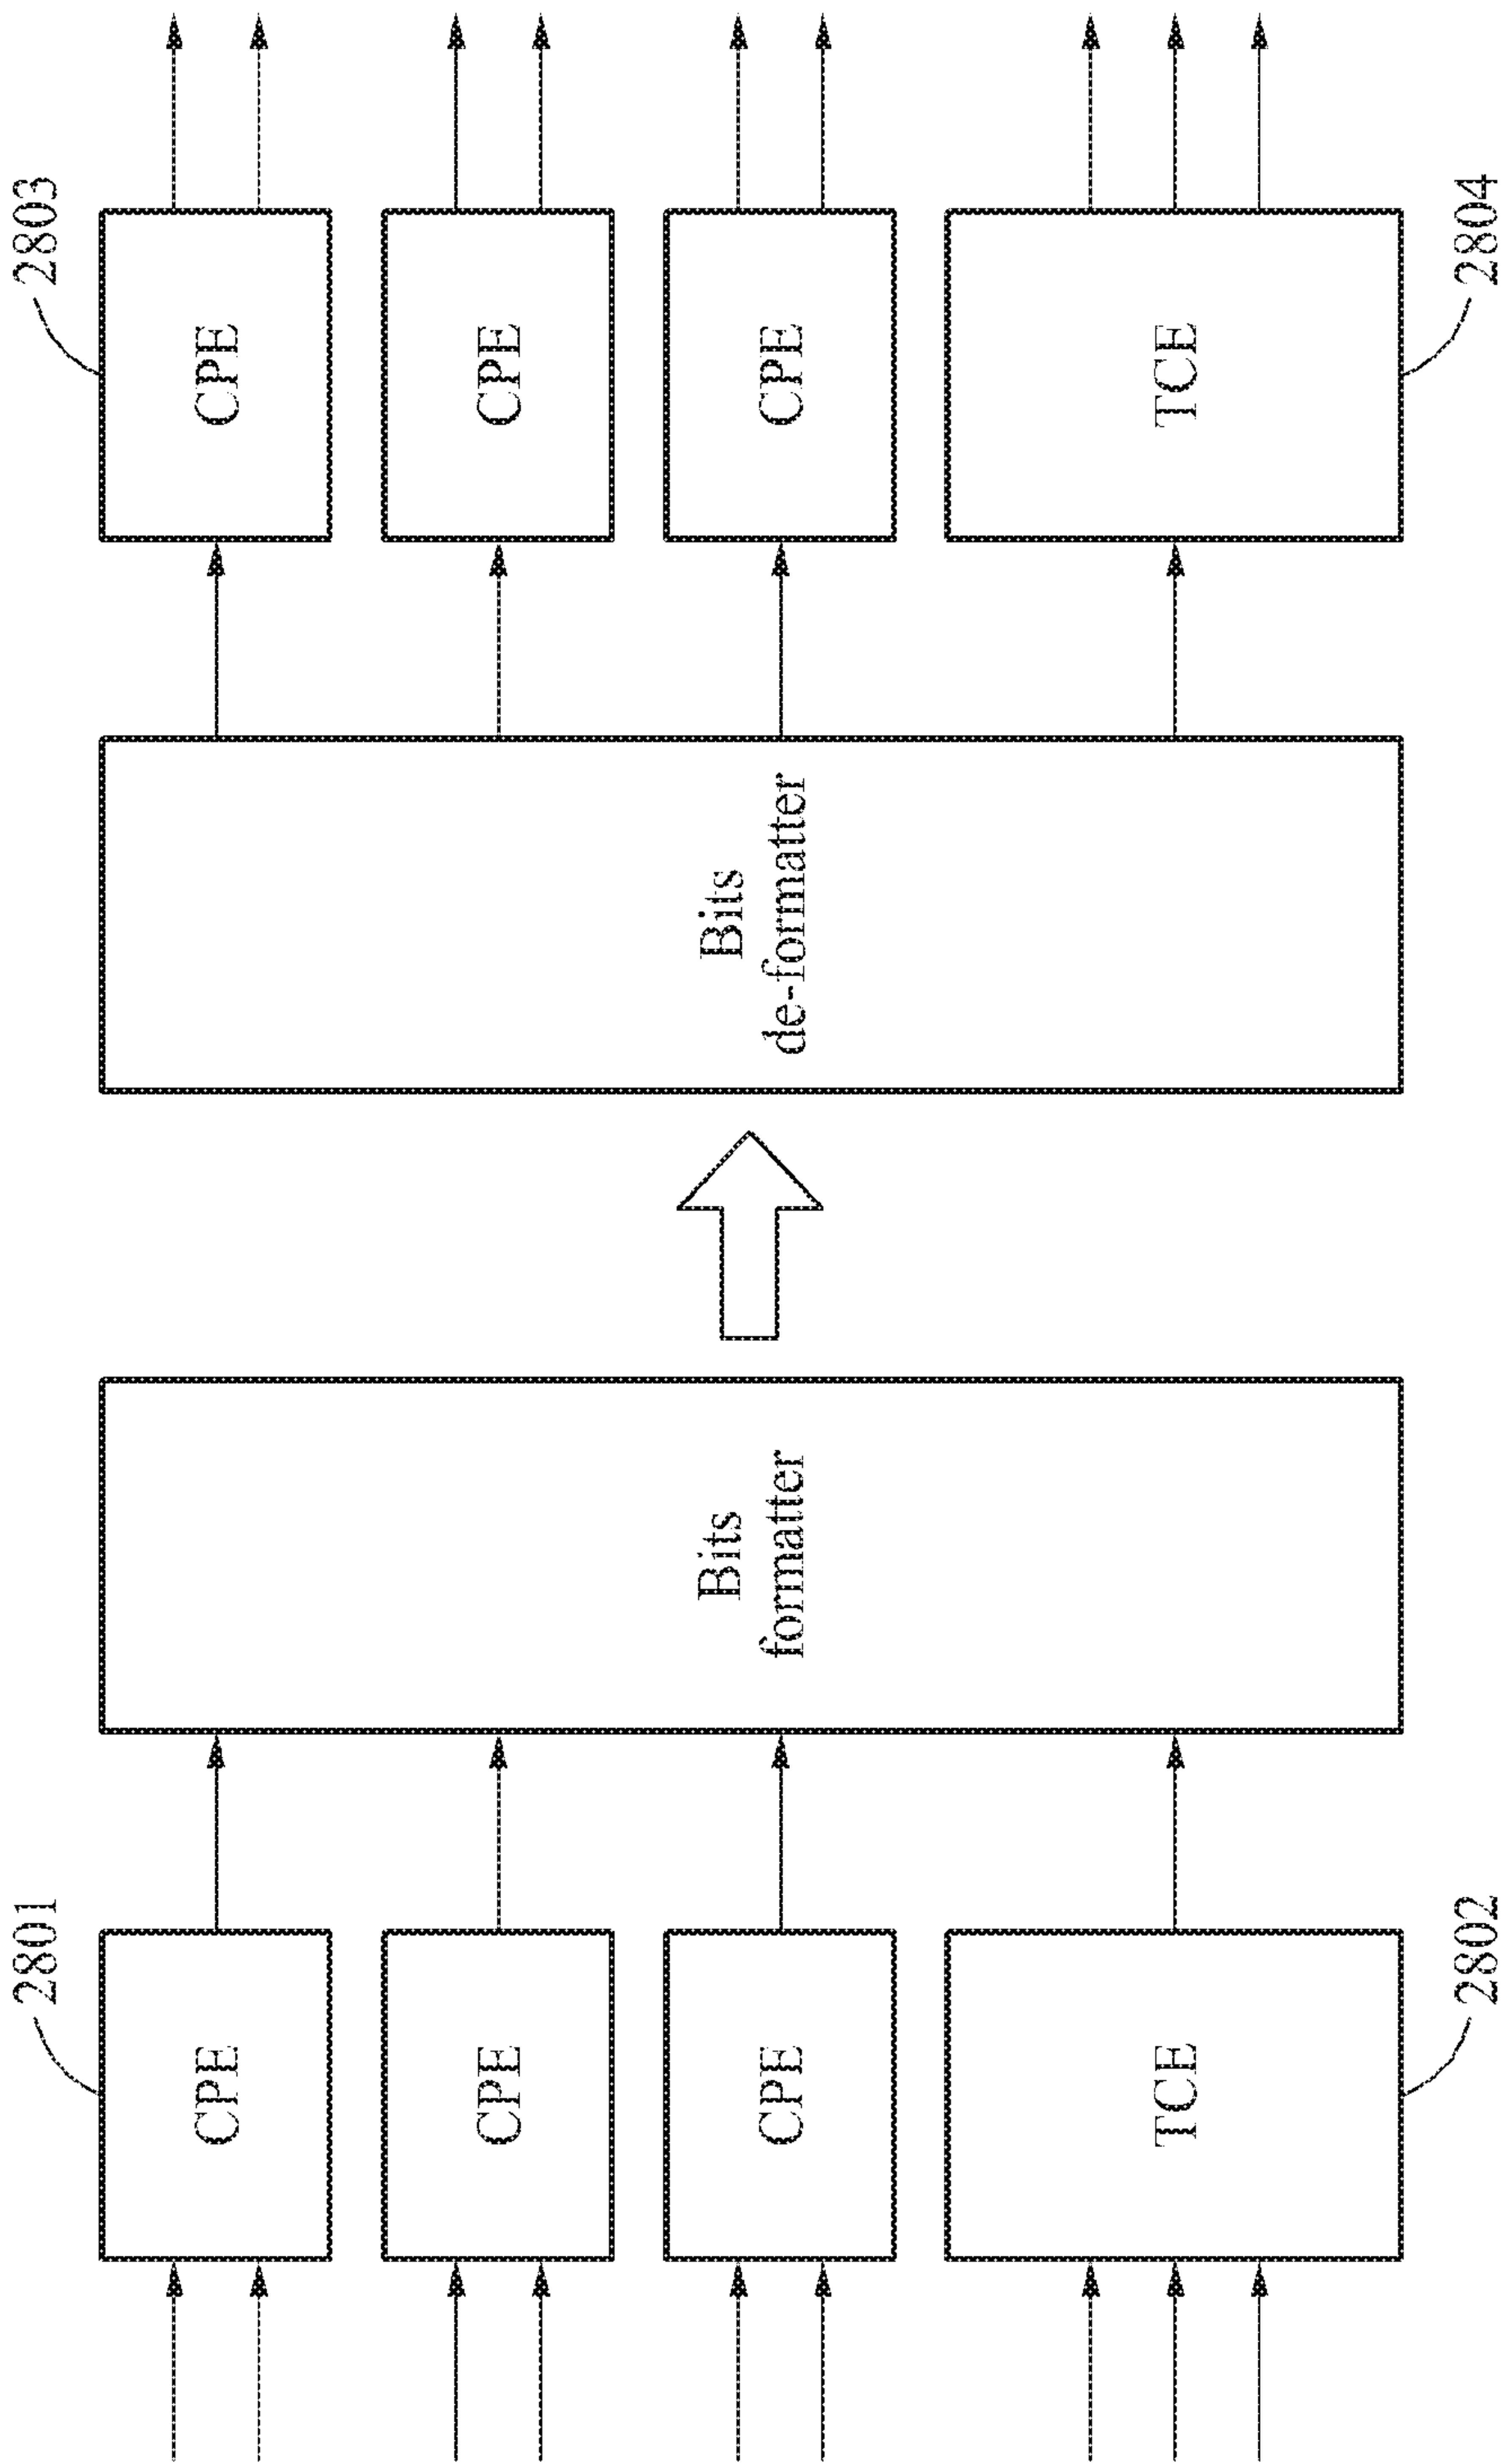 2801
CPE
CPE
CPE
TCE
2802
Bits
formatter
Bits
de-formatter
2803
CPE
CPE
CPE
TCE
2804